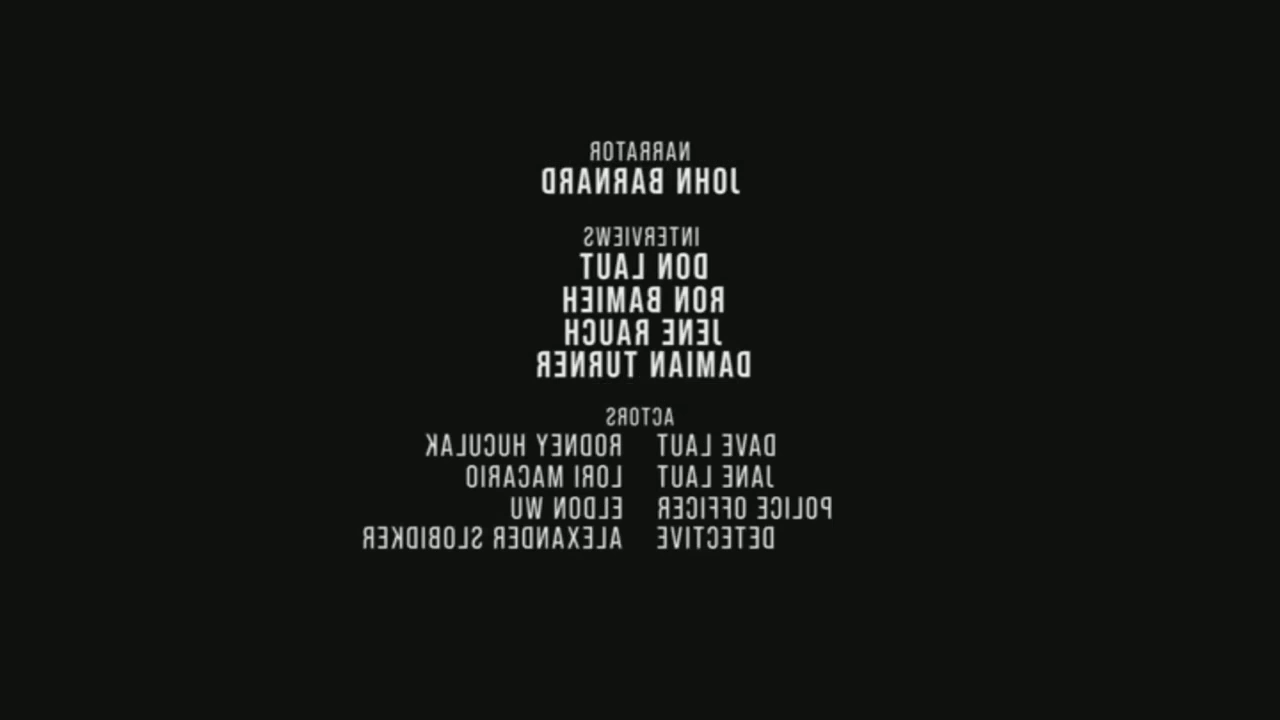 NARRATOR
JOHN BARNARD
INTERVIEWS
DON LAUT
RON BAMIEH
JENE RAUCH
DAMIAN TURNER
ACTORS
DAVE LAUT RODNEY HUCULAK
JANE LAUT LORI MACARIO
POLICE OFFICER ELDON WU
DETECTIVE ALEXANDER SLOBIDKER